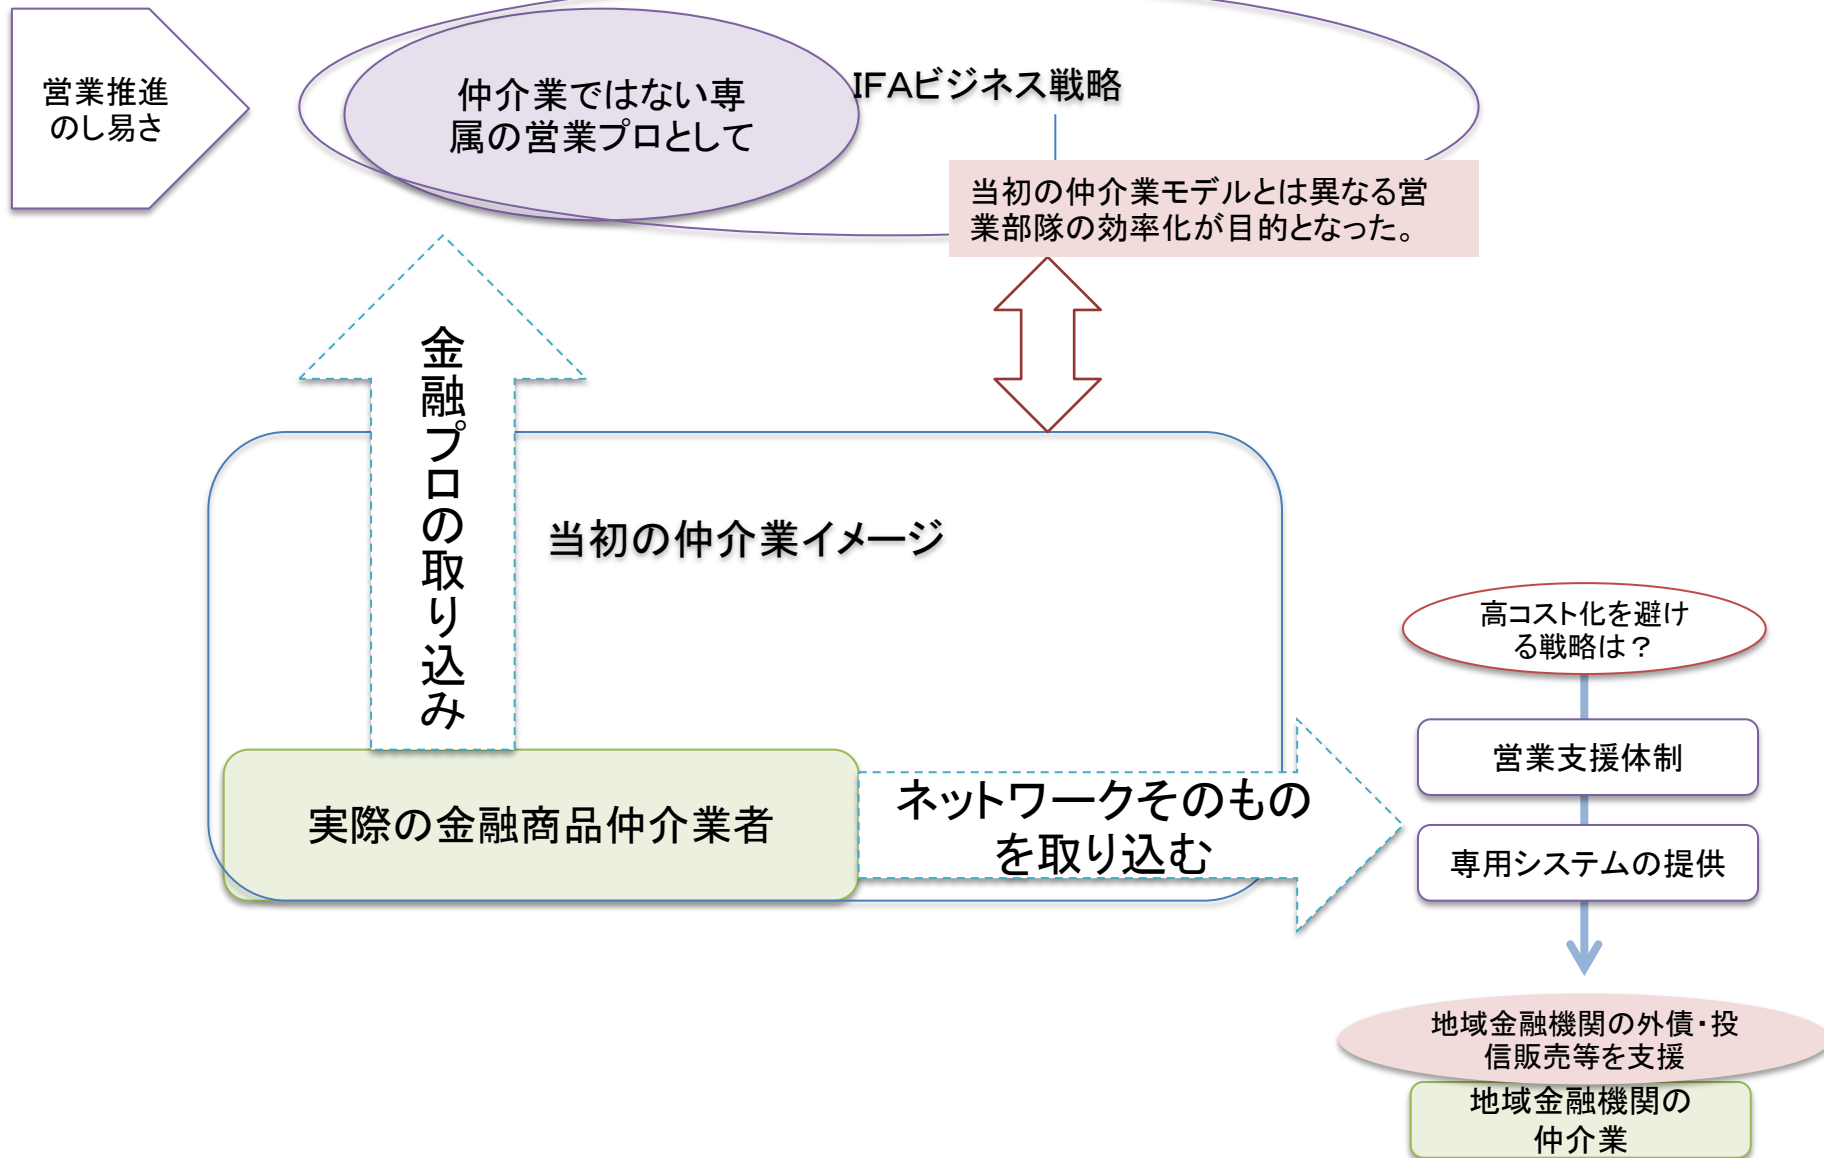 営業推進
のし易さ
仲介業ではない専
属の営業プロとして
IFAビジネス戦略
当初の仲介業モデルとは異なる営
業部隊の効率化が目的となった。
金融プロの取り込み
当初の仲介業イメージ
実際の金融商品仲介業者
ネットワークそのもの
を取り込む
高コスト化を避け
る戦略は？
営業支援体制
専用システムの提供
地域金融機関の外債・投
信販売等を支援
地域金融機関の
仲介業